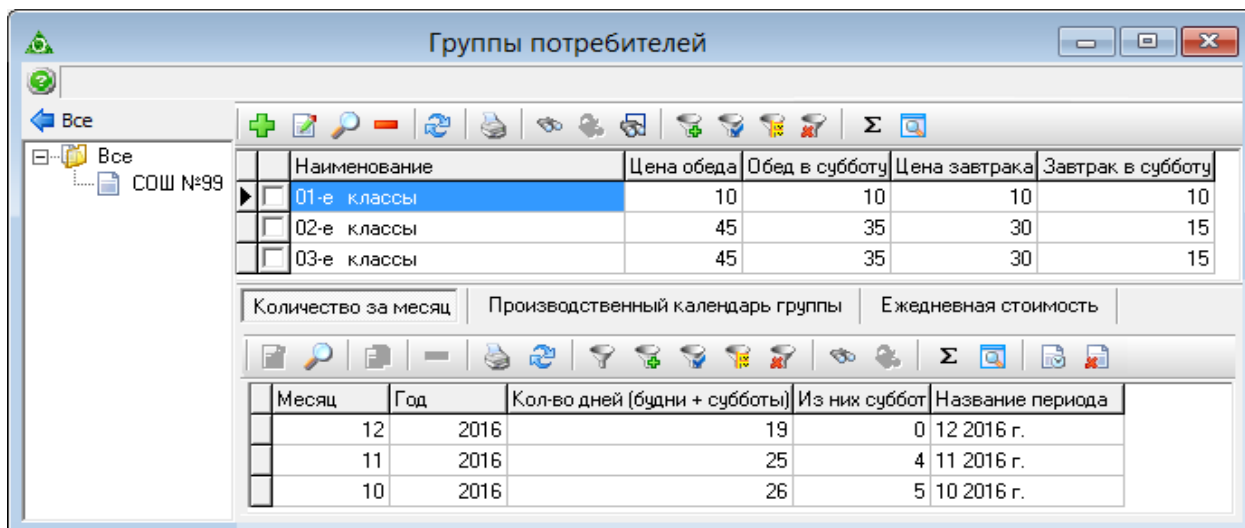 Группы потребителей
Все
Все
СОШ №99
Наименование Цена обеда Обед в субботу Цена завтрака Завтрак в субботу
01-е классы 10 10 10 10
02-е классы 45 35 30 15
03-е классы 45 35 30 15
Количество за месяц Производственный календарь группы Ежедневная стоимость
Месяц Год Кол-во дней (будни + субботы) Из них суббот Название периода
12 2016 19 0 12 2016 г.
11 2016 25 4 11 2016 г.
10 2016 26 5 10 2016 г.